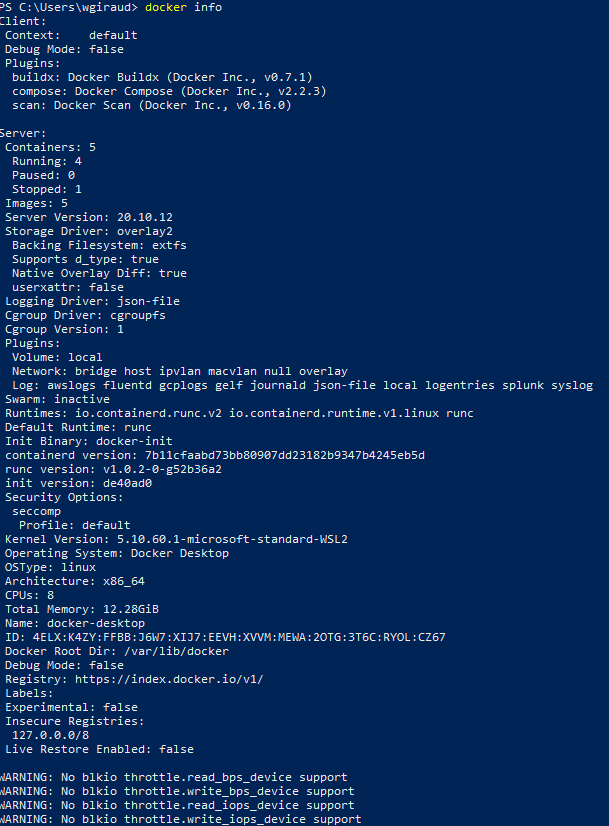 PS C:\Users\wgiraud> docker info
Client:
 Context:    default
 Debug Mode: false
 Plugins:
  buildx: Docker Buildx (Docker Inc., v0.7.1)
  compose: Docker Compose (Docker Inc., v2.2.3)
  scan: Docker Scan (Docker Inc., v0.16.0)

Server:
 Containers: 5
  Running: 4
  Paused: 0
  Stopped: 1
 Images: 5
 Server Version: 20.10.12
 Storage Driver: overlay2
  Backing Filesystem: extfs
  Supports d_type: true
  Native Overlay Diff: true
  userxattr: false
 Logging Driver: json-file
 Cgroup Driver: cgroupfs
 Cgroup Version: 1
 Plugins:
  Volume: local
  Network: bridge host ipvlan macvlan null overlay
  Log: awslogs fluentd gcplogs gelf journald json-file local logentries splunk syslog
 Swarm: inactive
 Runtimes: io.containerd.runc.v2 io.containerd.runtime.v1.linux runc
 Default Runtime: runc
 Init Binary: docker-init
 containerd version: 7b11cfaabd73bb80907dd23182b9347b4245eb5d
 runc version: v1.0.2-0-g52b36a2
 init version: de40ad0
 Security Options:
  seccomp
   Profile: default
 Kernel Version: 5.10.60.1-microsoft-standard-WSL2
 Operating System: Docker Desktop
 OSType: linux
 Architecture: x86_64
 CPUs: 8
 Total Memory: 12.28GiB
 Name: docker-desktop
 ID: 4ELX:K4ZY:FFBB:J6W7:XIJ7:EEVH:XVVM:MEWA:2OTG:3T6C:RYOL:CZ67
 Docker Root Dir: /var/lib/docker
 Debug Mode: false
 Registry: https://index.docker.io/v1/
 Labels:
 Experimental: false
 Insecure Registries:
  127.0.0.0/8
 Live Restore Enabled: false

WARNING: No blkio throttle.read_bps_device support
WARNING: No blkio throttle.write_bps_device support
WARNING: No blkio throttle.read_iops_device support
WARNING: No blkio throttle.write_iops_device support